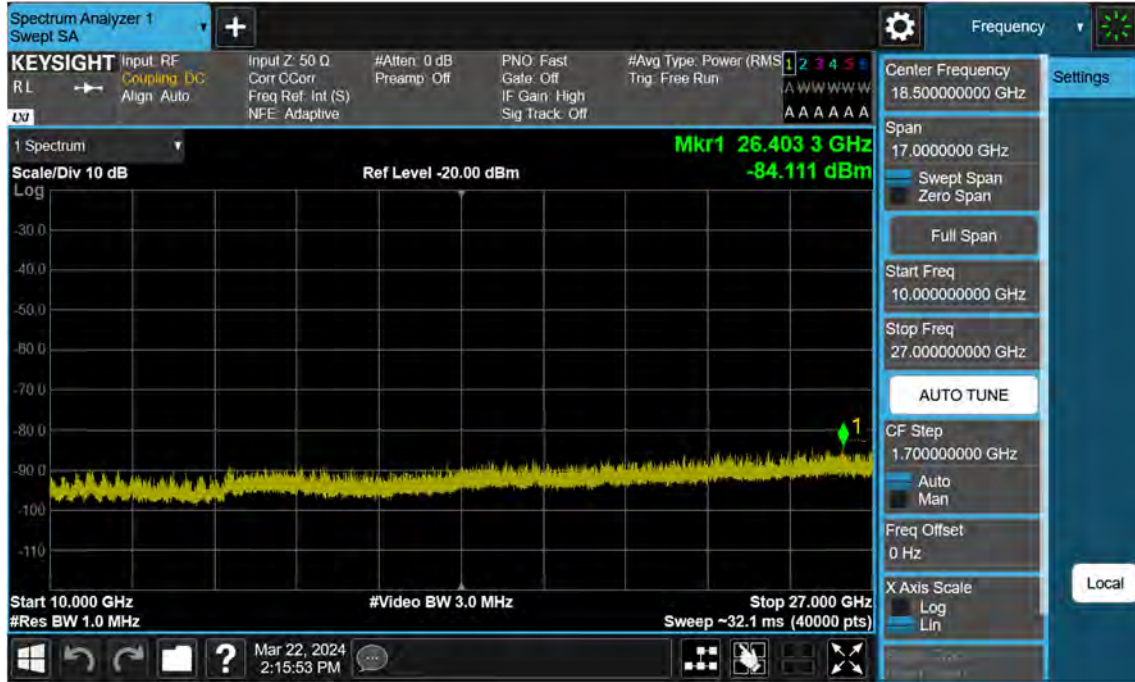 Spectrum Analyzer 1
Swept SA
+
Frequency
KEYSIGHT
R L
LXI
Input: RF
Coupling: DC
Align: Auto
Input Z: 50 Ω
Corr CCorr
Freq Ref: Int (S)
NFE: Adaptive
#Atten: 0 dB
Preamp: Off
PNO: Fast
Gate: Off
IF Gain: High
Sig Track: Off
#Avg Type: Power (RMS
Trig: Free Run
1 2 3 4 5 6
A W W W W W
A A A A A A
1 Spectrum
Scale/Div 10 dB
Log
Ref Level -20.00 dBm
Mkr1 26.403 3 GHz
-84.111 dBm
-30.0
-40.0
-50.0
-60.0
-70.0
-80.0
-90.0
-100
-110
1
Start 10.000 GHz
#Res BW 1.0 MHz
#Video BW 3.0 MHz
Stop 27.000 GHz
Sweep ~32.1 ms (40000 pts)
Center Frequency
18.500000000 GHz
Span
17.0000000 GHz
Swept Span
Zero Span
Full Span
Start Freq
10.000000000 GHz
Stop Freq
27.000000000 GHz
AUTO TUNE
CF Step
1.700000000 GHz
Auto
Man
Freq Offset
0 Hz
X Axis Scale
Log
Lin
Settings
Local
?
Mar 22, 2024
2:15:53 PM